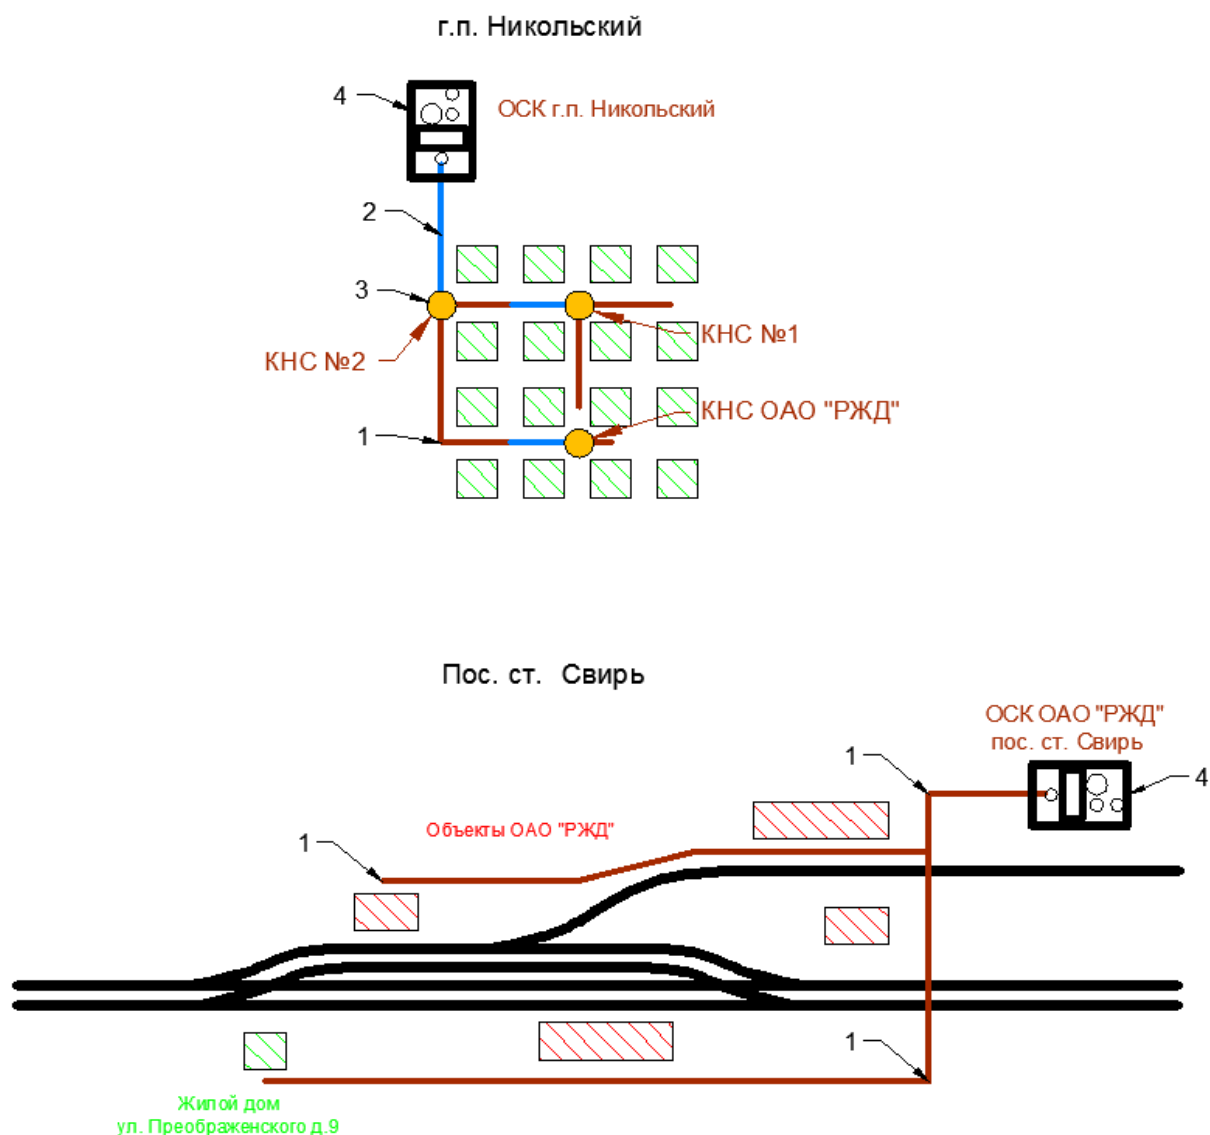 г.п. Никольский
4
ОСК г.п. Никольский
2
3
КНС №1
КНС №2
КНС ОАО "РЖД"
1
Пос. ст. Свирь
ОСК ОАО "РЖД"
пос. ст. Свирь
1
4
Объекты ОАО "РЖД"
1
1
Жилой дом
ул. Преображенского д.9